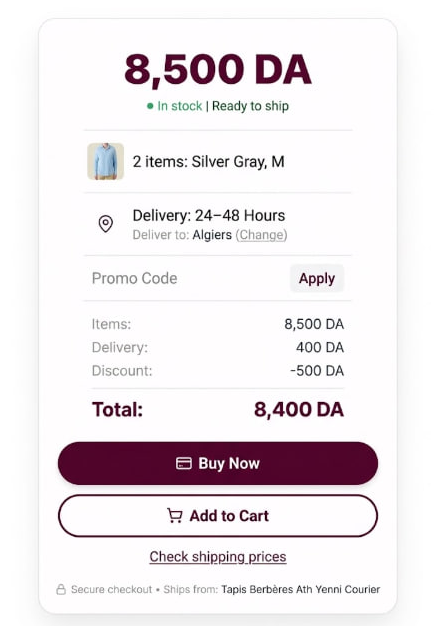 8,500 DA
● In stock | Ready to ship
2 items: Silver Gray, M
Delivery: 24–48 Hours
Deliver to: Algiers (Change)
Promo Code Apply
Items: 8,500 DA
Delivery: 400 DA
Discount: -500 DA
Total: 8,400 DA
Buy Now
Add to Cart
Check shipping prices
Secure checkout • Ships from: Tapis Berbères Ath Yenni Courier